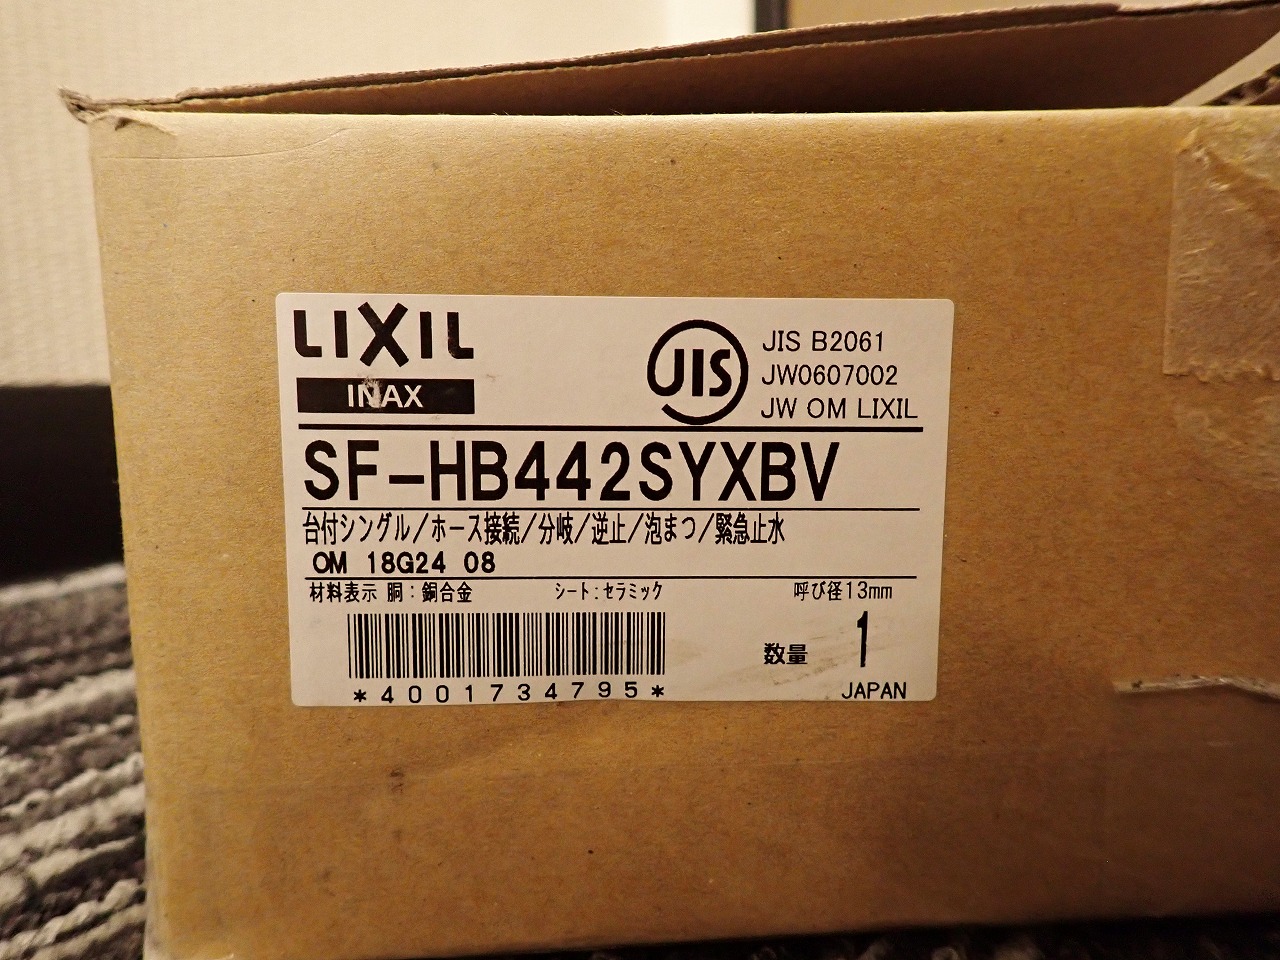 LIXIL
INAX
JIS
JIS B2061
JW0607002
JW OM LIXIL
SF-HB442SYXBV
台付シングル/ホース接続/分岐/逆止/泡まつ/緊急止水
OM 18G24 08
材料表示 胴:銅合金 シート:セラミック 呼び径13mm
数量 1
*4001734795*
JAPAN